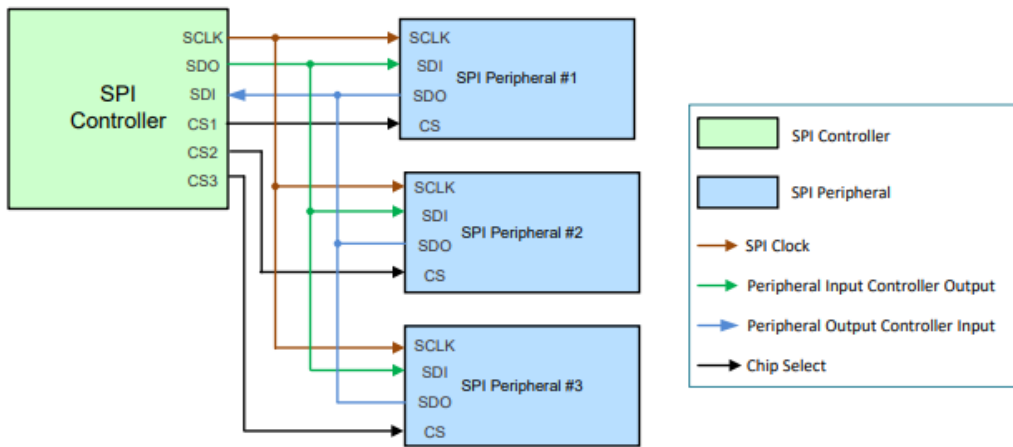 SPI
Controller
SCLK
SDO
SDI
CS1
CS2
CS3
SCLK
SDI
SPI Peripheral #1
SDO
CS
SCLK
SDI
SPI Peripheral #2
SDO
CS
SCLK
SDI
SPI Peripheral #3
SDO
CS
SPI Controller
SPI Peripheral
SPI Clock
Peripheral Input Controller Output
Peripheral Output Controller Input
Chip Select